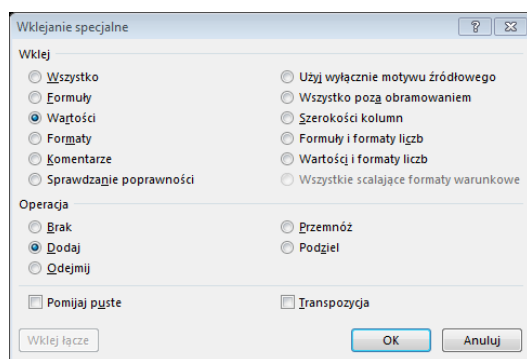 Wklejanie specjalne
Wklej
Wszystko
Użyj wyłącznie motywu źródłowego
Formuły
Wszystko poza obramowaniem
Wartości
Szerokości kolumn
Formaty
Formuły i formaty liczb
Komentarze
Wartości i formaty liczb
Sprawdzanie poprawności
Wszystkie scalające formaty warunkowe
Operacja
Brak
Przemnóż
Dodaj
Podziel
Odejmij
Pomijaj puste
Transpozycja
Wklej łącze
OK
Anuluj